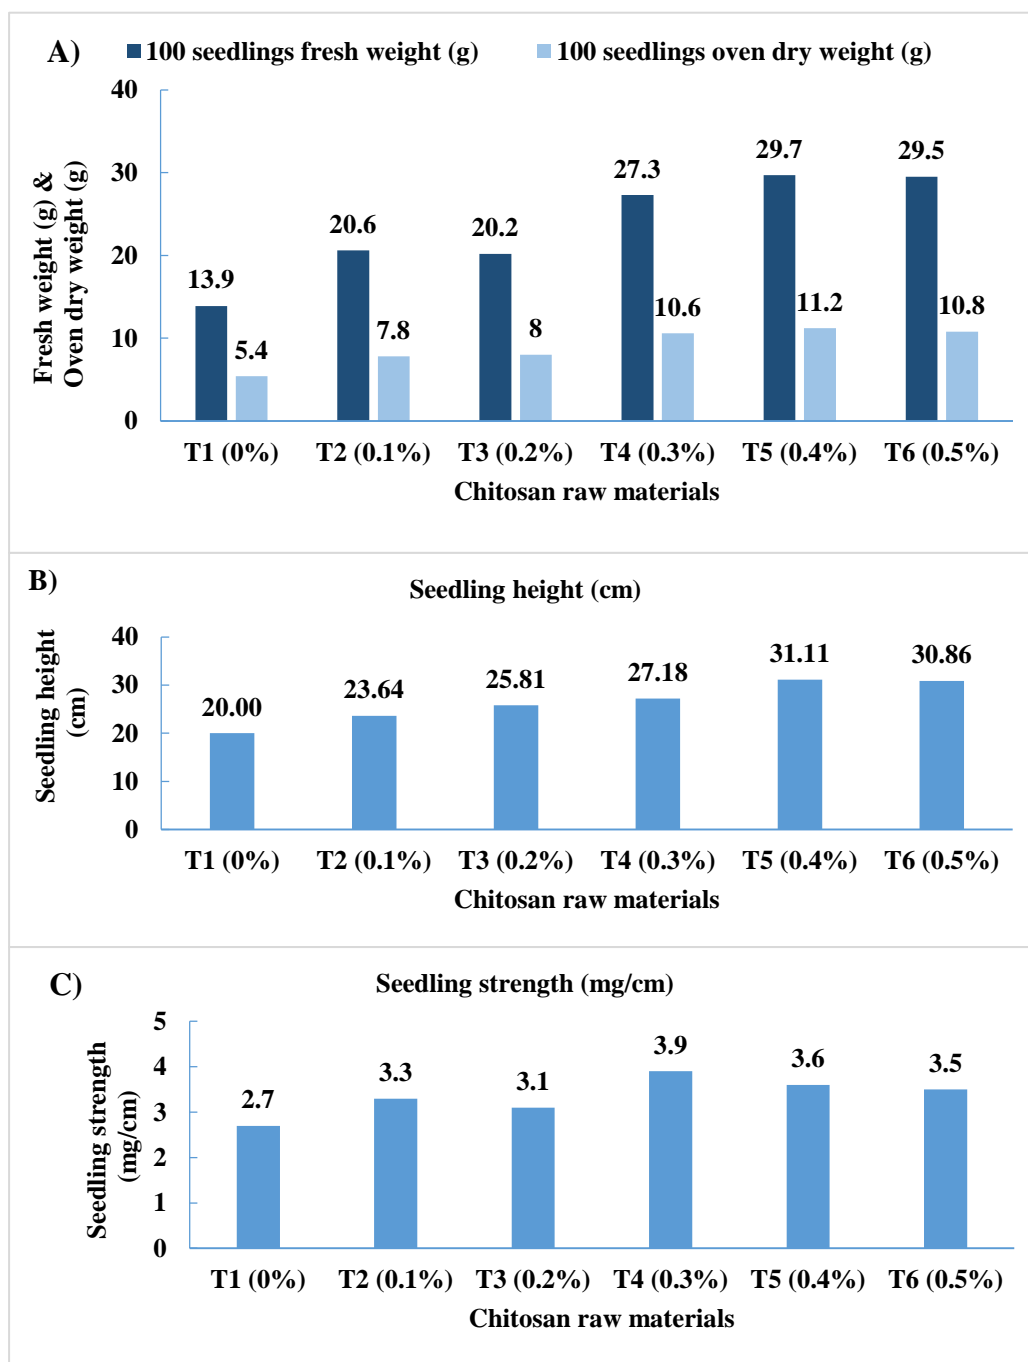 A)
100 seedlings fresh weight (g)
100 seedlings oven dry weight (g)
Fresh weight (g) &
Oven dry weight (g)
40
30
20
10
0
13.9
5.4
20.6
7.8
20.2
8
27.3
10.6
29.7
11.2
29.5
10.8
T1 (0%)
T2 (0.1%)
T3 (0.2%)
T4 (0.3%)
T5 (0.4%)
T6 (0.5%)
Chitosan raw materials
B)
Seedling height (cm)
Seedling height
(cm)
40
30
20
10
0
20.00
23.64
25.81
27.18
31.11
30.86
T1 (0%)
T2 (0.1%)
T3 (0.2%)
T4 (0.3%)
T5 (0.4%)
T6 (0.5%)
Chitosan raw materials
C)
Seedling strength (mg/cm)
Seedling strength
(mg/cm)
5
4
3
2
1
0
2.7
3.3
3.1
3.9
3.6
3.5
T1 (0%)
T2 (0.1%)
T3 (0.2%)
T4 (0.3%)
T5 (0.4%)
T6 (0.5%)
Chitosan raw materials